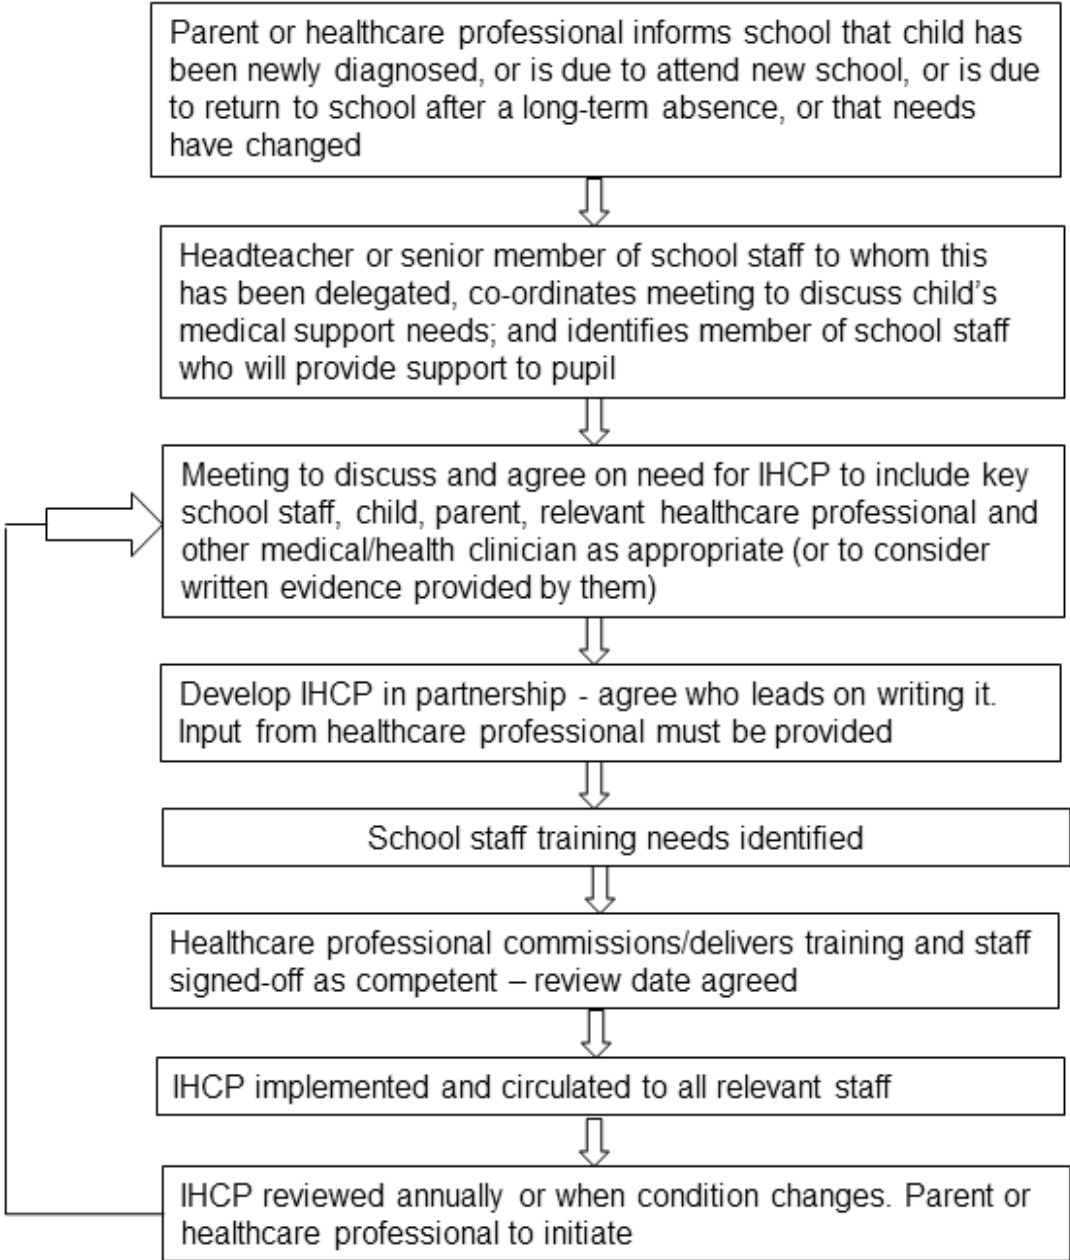 Parent or healthcare professional informs school that child has
been newly diagnosed, or is due to attend new school, or is due
to return to school after a long-term absence, or that needs
have changed
Headteacher or senior member of school staff to whom this
has been delegated, co-ordinates meeting to discuss child’s
medical support needs; and identifies member of school staff
who will provide support to pupil
Meeting to discuss and agree on need for IHCP to include key
school staff, child, parent, relevant healthcare professional and
other medical/health clinician as appropriate (or to consider
written evidence provided by them)
Develop IHCP in partnership - agree who leads on writing it.
Input from healthcare professional must be provided
School staff training needs identified
Healthcare professional commissions/delivers training and staff
signed-off as competent – review date agreed
IHCP implemented and circulated to all relevant staff
IHCP reviewed annually or when condition changes. Parent or
healthcare professional to initiate